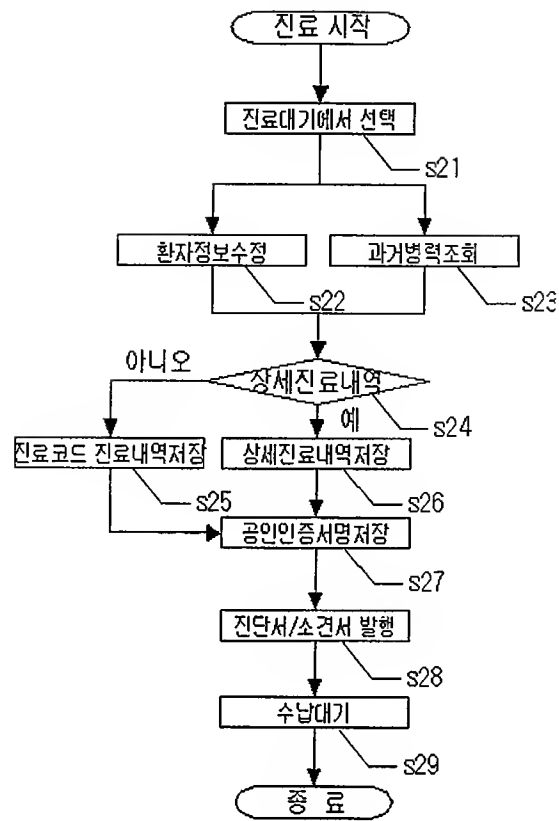 진료 시작
진료대기에서 선택
s21
환자정보수정
과거병력조회
s22
s23
아니오
상세진료내역
s24
예
진료코드 진료내역저장
상세진료내역저장
s25
s26
공인인증서명저장
s27
진단서/소견서 발행
s28
수납대기
s29
종 료